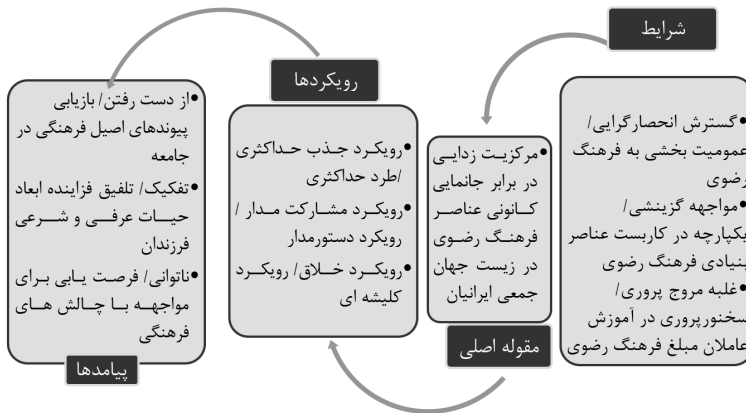 شرایط
•گسترش انحصارگرایی/
عمومیت بخشی به فرهنگ
رضوی
•مواجهه گزینشی/
یکپارچه در کاربست عناصر
بنیادی فرهنگ رضوی
•غلبه مروج پروری/
سخنورپروری در آموزش
عاملان مبلغ فرهنگ رضوی
•مرکزیت زدایی
در برابر جانمایی
کانونی عناصر
فرهنگ رضوی
در زیست جهان
جمعی ایرانیان
مقوله اصلی
رویکردها
•رویکرد جذب حداکثری
/طرد حداکثری
•رویکرد مشارکت مدار /
رویکرد دستورمدار
•رویکرد خلاق/ رویکرد
کلیشه ای
•از دست رفتن/ بازیابی
پیوندهای اصیل فرهنگی در
جامعه
•تفکیک/ تلفیق فزاینده ابعاد
حیات عرفی و شرعی
فرزندان
•ناتوانی/ فرصت یابی برای
مواجهه با چالش های
فرهنگی
پیامدها